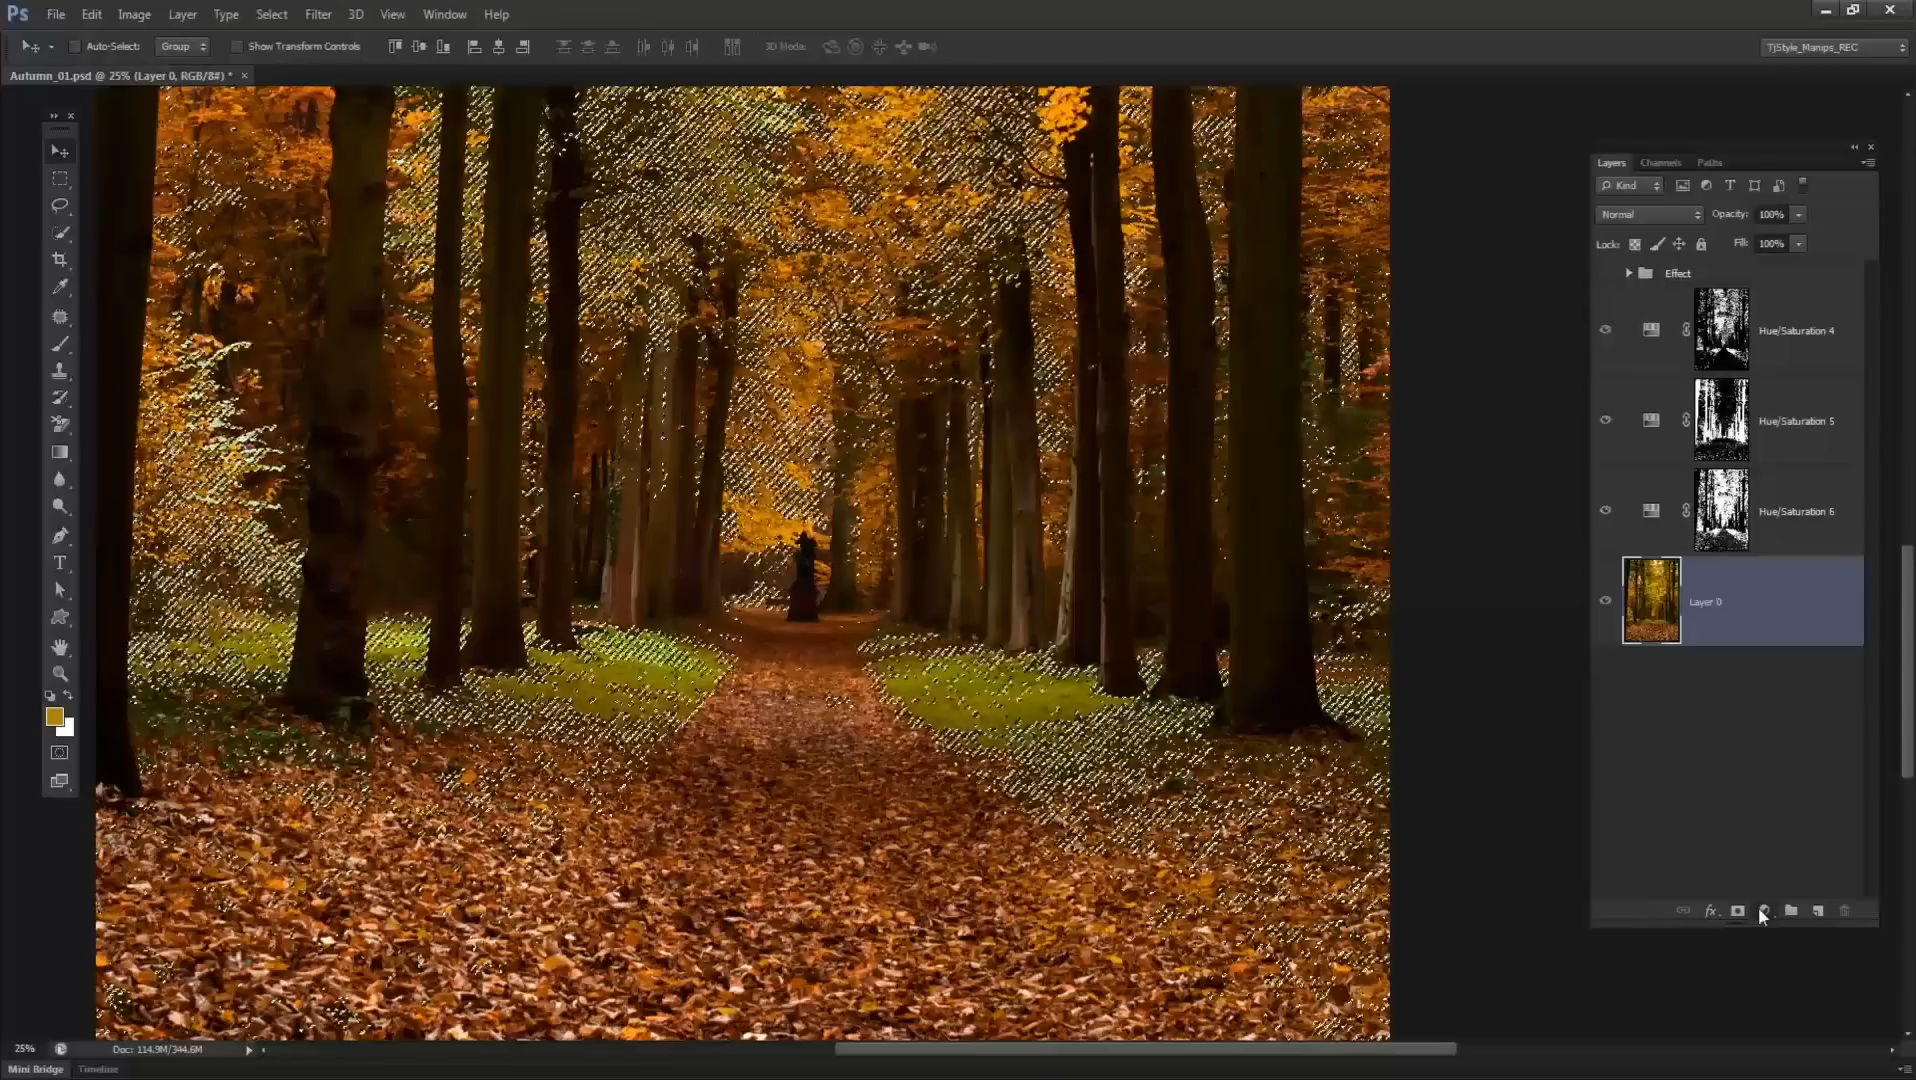 Ps File Edit Image Layer Type Select Filter 3D View Window Help
Auto-Select: Group Show Transform Controls 3D Mode: TjStyle_Manips_REC
Autumn_01.psd @ 25% (Layer 0, RGB/8#) *
Layers Channels Paths
Kind
Normal Opacity: 100%
Lock: Fill: 100%
Effect
Hue/Saturation 4
Hue/Saturation 5
Hue/Saturation 6
Layer 0
fx
25% Doc: 114.9M/344.6M
Mini Bridge Timeline